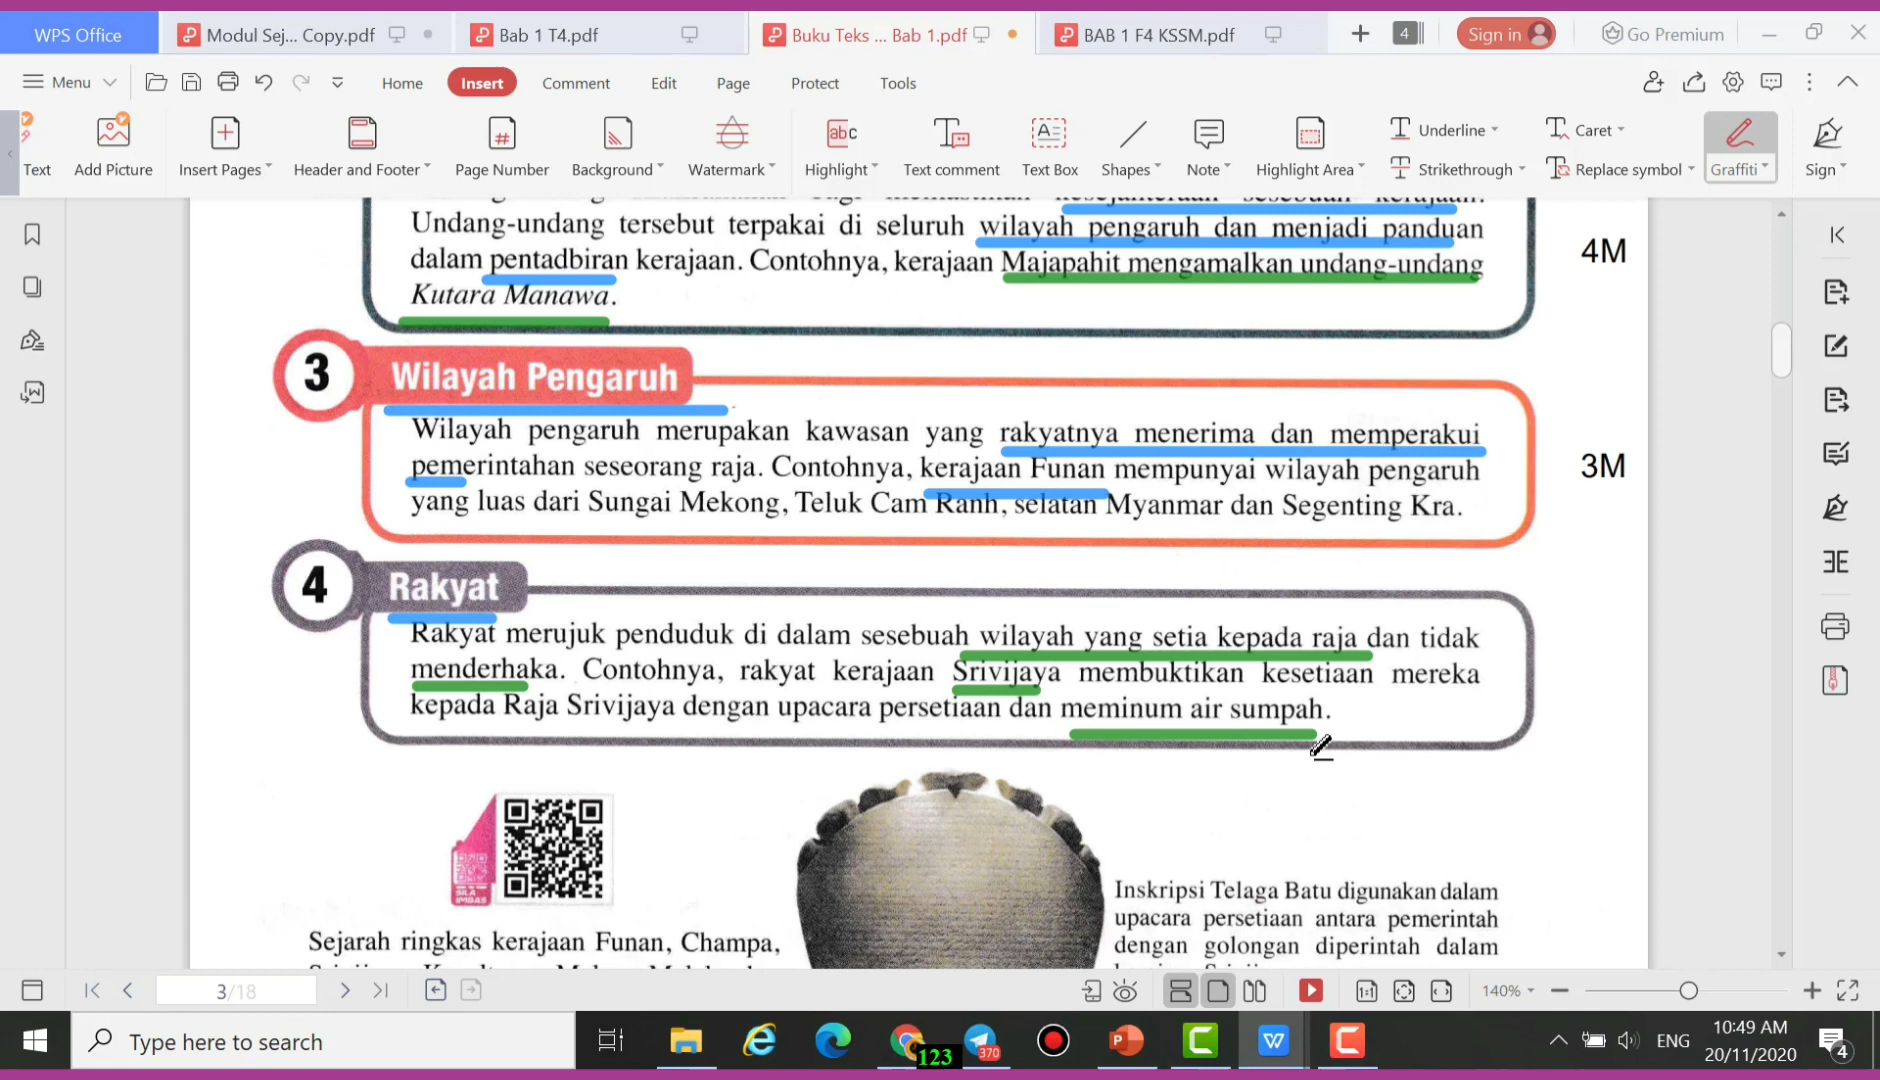 WPS Office
Modul Sej... Copy.pdf
Bab 1 T4.pdf
Buku Teks ... Bab 1.pdf
BAB 1 F4 KSSM.pdf
4
Sign in
Go Premium
Menu
Home
Insert
Comment
Edit
Page
Protect
Tools
Text
Add Picture
Insert Pages
Header and Footer
Page Number
Background
Watermark
Highlight
Text comment
Text Box
Shapes
Note
Highlight Area
Underline
Strikethrough
Caret
Replace symbol
Graffiti
Sign
Undang-undang tersebut terpakai di seluruh wilayah pengaruh dan menjadi panduan
dalam pentadbiran kerajaan. Contohnya, kerajaan Majapahit mengamalkan undang-undang
Kutara Manawa.
4M
3 Wilayah Pengaruh
Wilayah pengaruh merupakan kawasan yang rakyatnya menerima dan memperakui
pemerintahan seseorang raja. Contohnya, kerajaan Funan mempunyai wilayah pengaruh
yang luas dari Sungai Mekong, Teluk Cam Ranh, selatan Myanmar dan Segenting Kra.
3M
4 Rakyat
Rakyat merujuk penduduk di dalam sesebuah wilayah yang setia kepada raja dan tidak
menderhaka. Contohnya, rakyat kerajaan Srivijaya membuktikan kesetiaan mereka
kepada Raja Srivijaya dengan upacara persetiaan dan meminum air sumpah.
SILA
IMBAS
Sejarah ringkas kerajaan Funan, Champa,
Inskripsi Telaga Batu digunakan dalam
upacara persetiaan antara pemerintah
dengan golongan diperintah dalam
3/18
140%
Type here to search
123
370
ENG
10:49 AM
20/11/2020
4